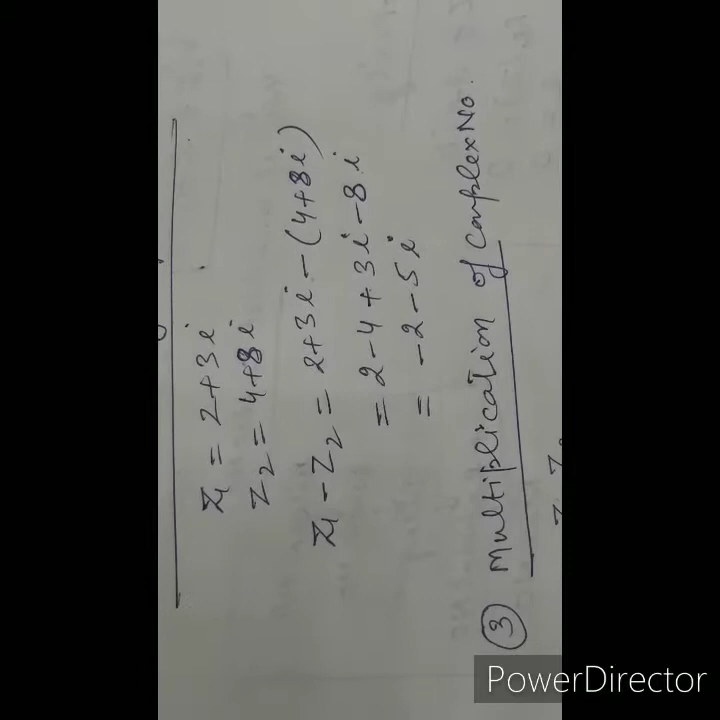 z₁ = 2+3i
z₂ = 4+8i
z₁ - z₂ = 2+3i - (4+8i)
= 2-4+3i-8i
= -2-5i
③ Multiplication of Complex No.
PowerDirector